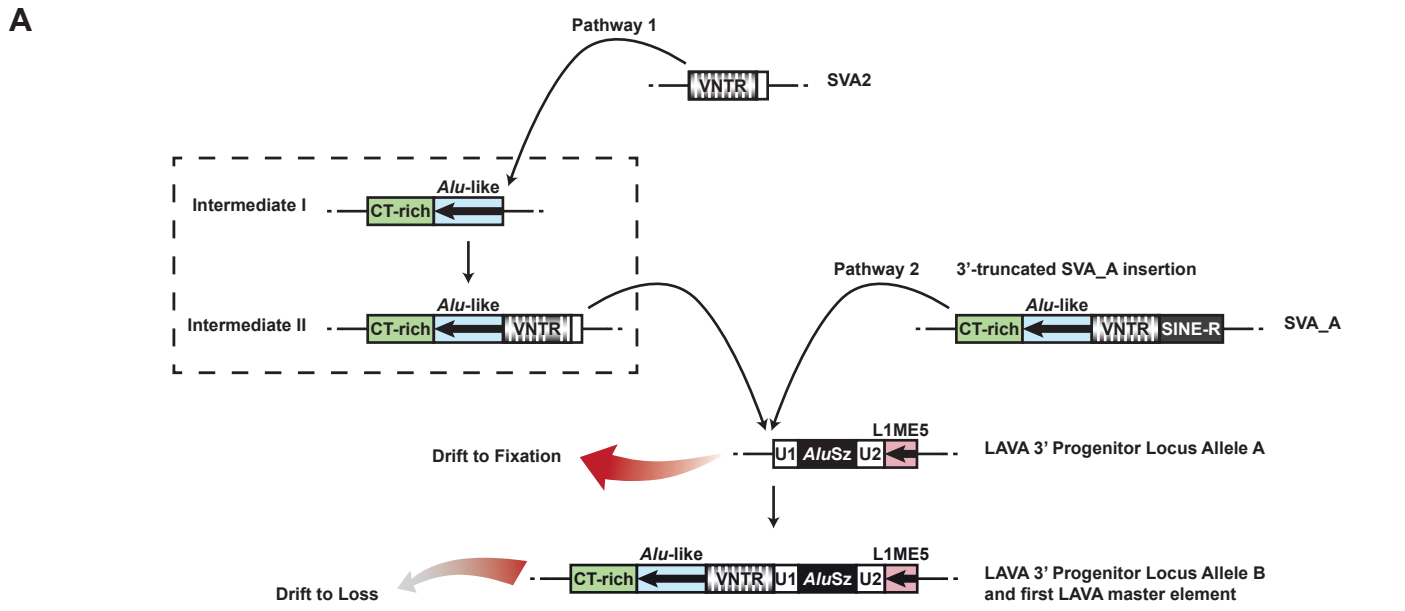 A
Pathway 1
VNTR
SVA2
Alu-like
Intermediate I
CT-rich
Pathway 2
3’-truncated SVA_A insertion
Alu-like
Intermediate II
CT-rich
VNTR
Alu-like
CT-rich
VNTR
SINE-R
SVA_A
L1ME5
Drift to Fixation
U1
AluSz
U2
LAVA 3’ Progenitor Locus Allele A
Alu-like
L1ME5
CT-rich
VNTR
U1
AluSz
U2
LAVA 3’ Progenitor Locus Allele B
and first LAVA master element
Drift to Loss